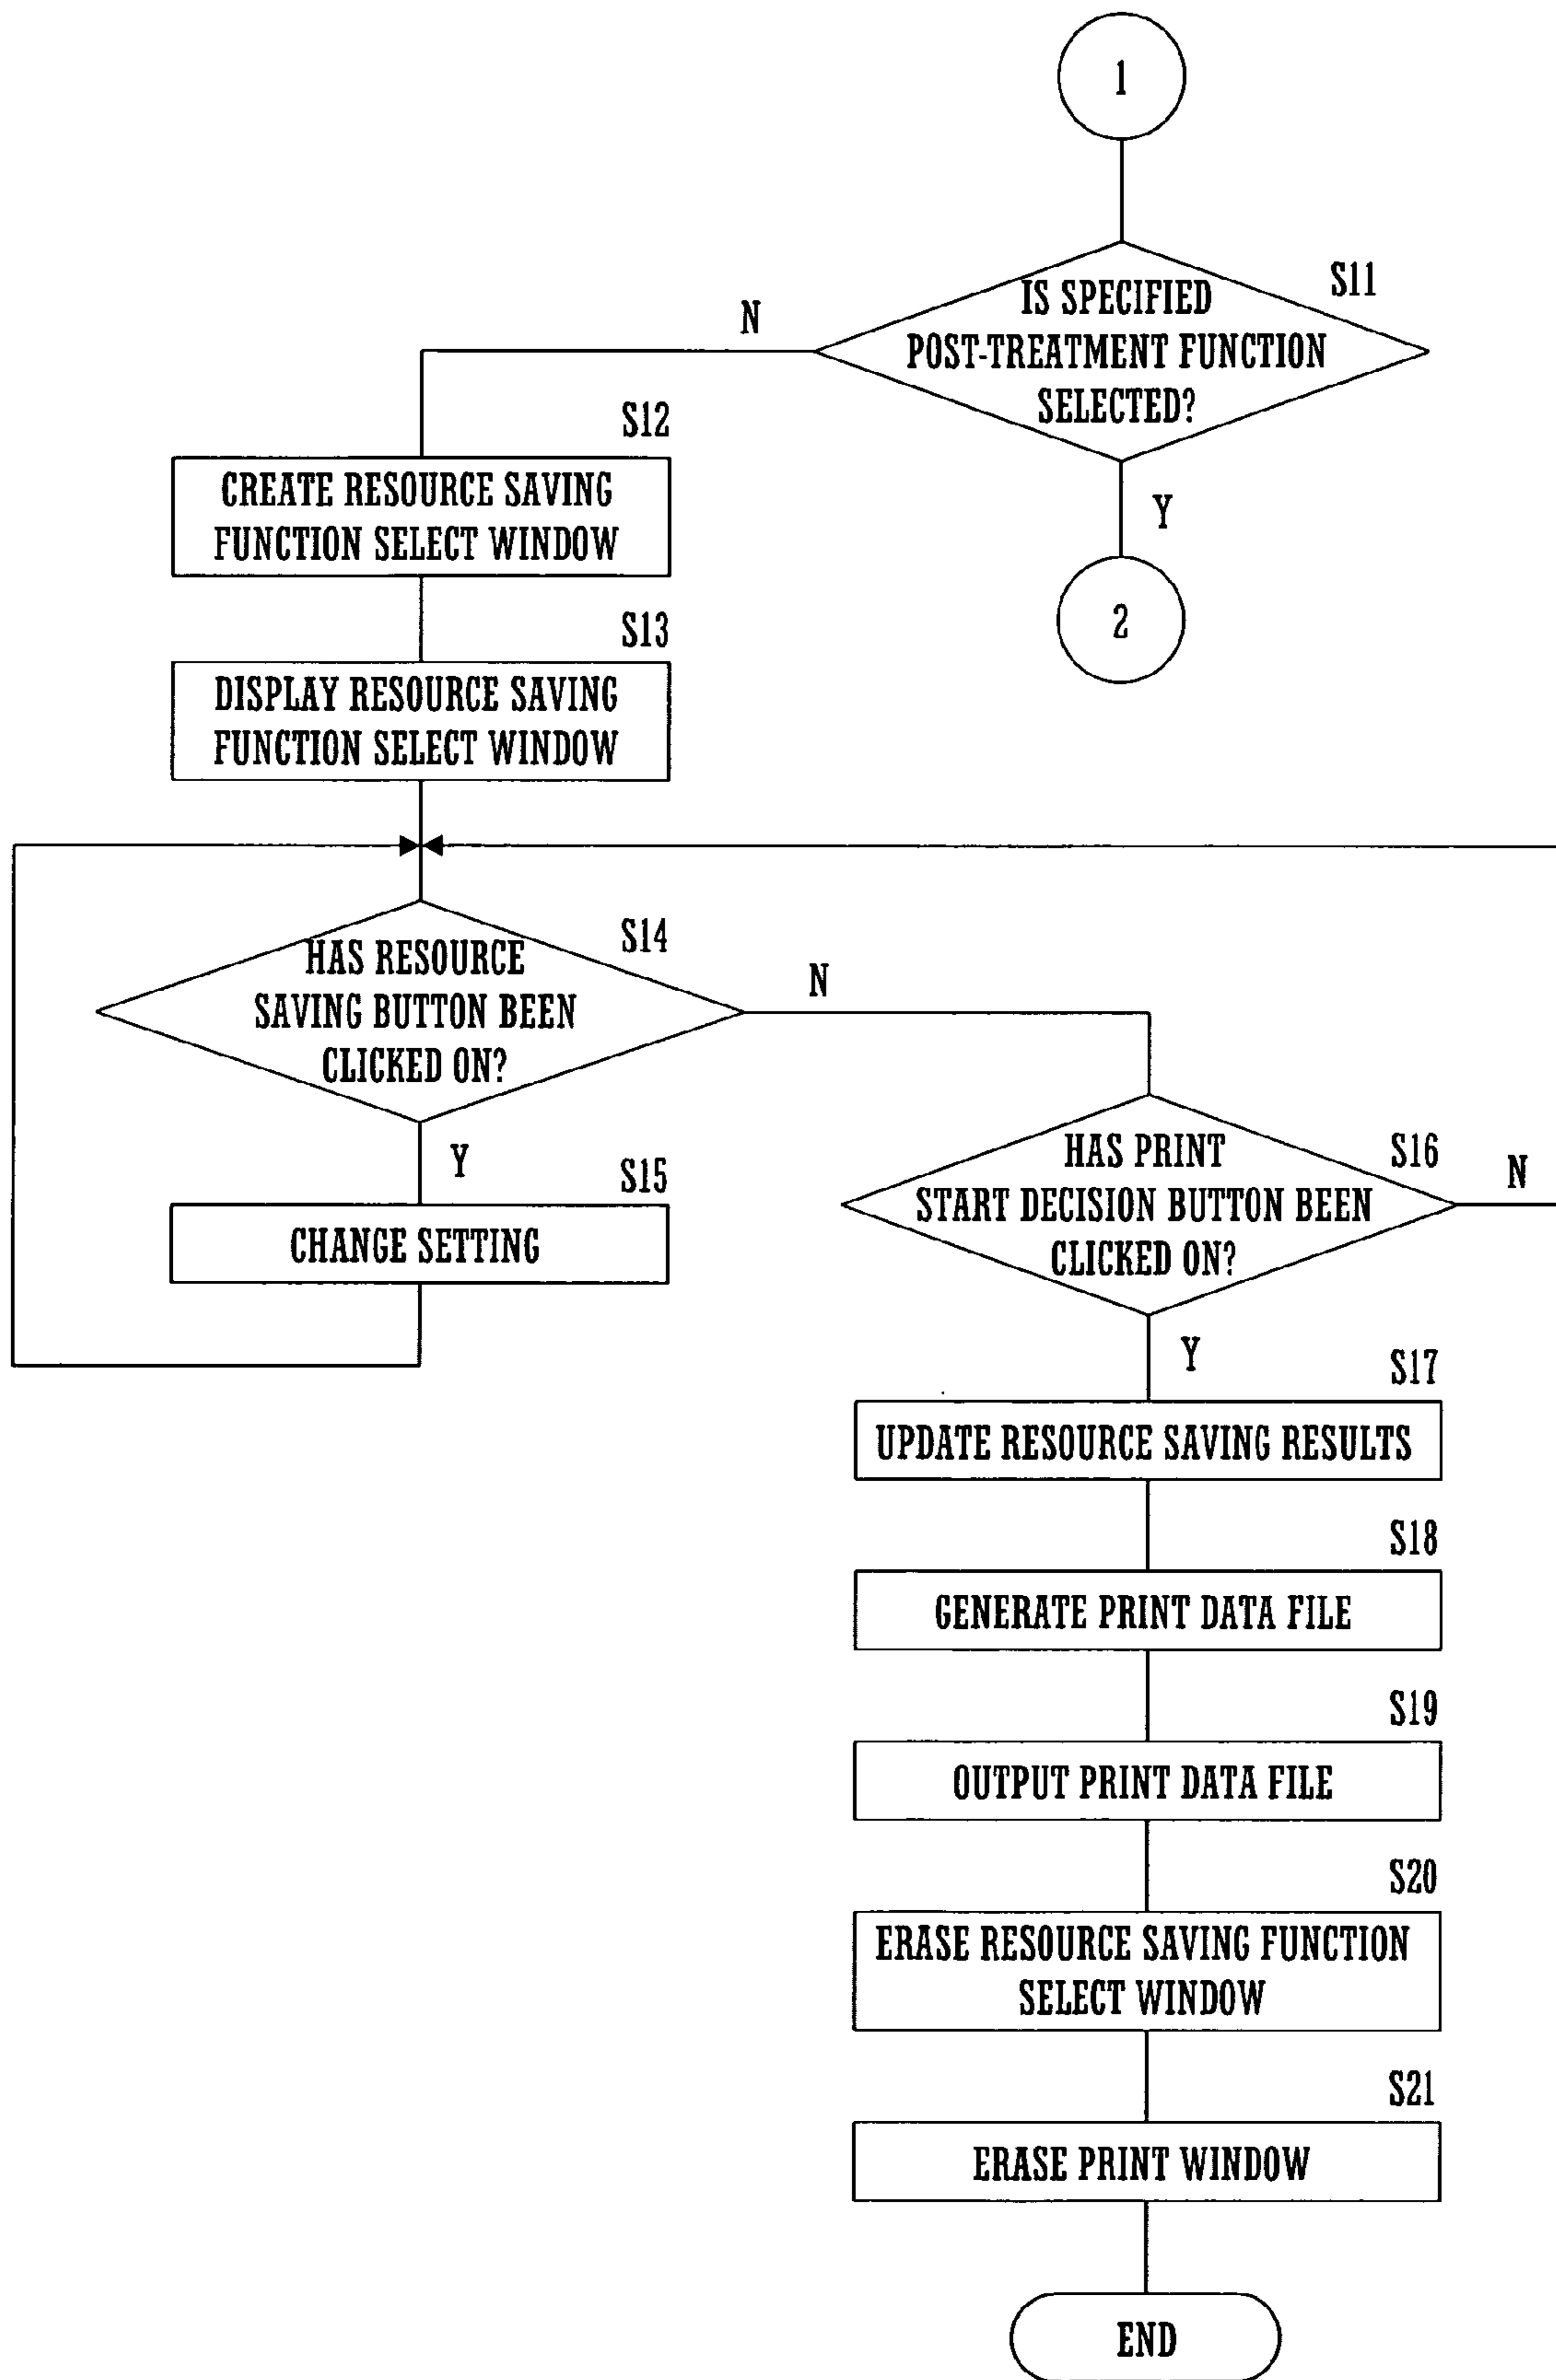 1
IS SPECIFIED
POST-TREATMENT FUNCTION
SELECTED?
S11
N
Y
2
S12
CREATE RESOURCE SAVING
FUNCTION SELECT WINDOW
S13
DISPLAY RESOURCE SAVING
FUNCTION SELECT WINDOW
S14
HAS RESOURCE
SAVING BUTTON BEEN
CLICKED ON?
N
Y
S15
CHANGE SETTING
S16
HAS PRINT
START DECISION BUTTON BEEN
CLICKED ON?
N
Y
S17
UPDATE RESOURCE SAVING RESULTS
S18
GENERATE PRINT DATA FILE
S19
OUTPUT PRINT DATA FILE
S20
ERASE RESOURCE SAVING FUNCTION
SELECT WINDOW
S21
ERASE PRINT WINDOW
END